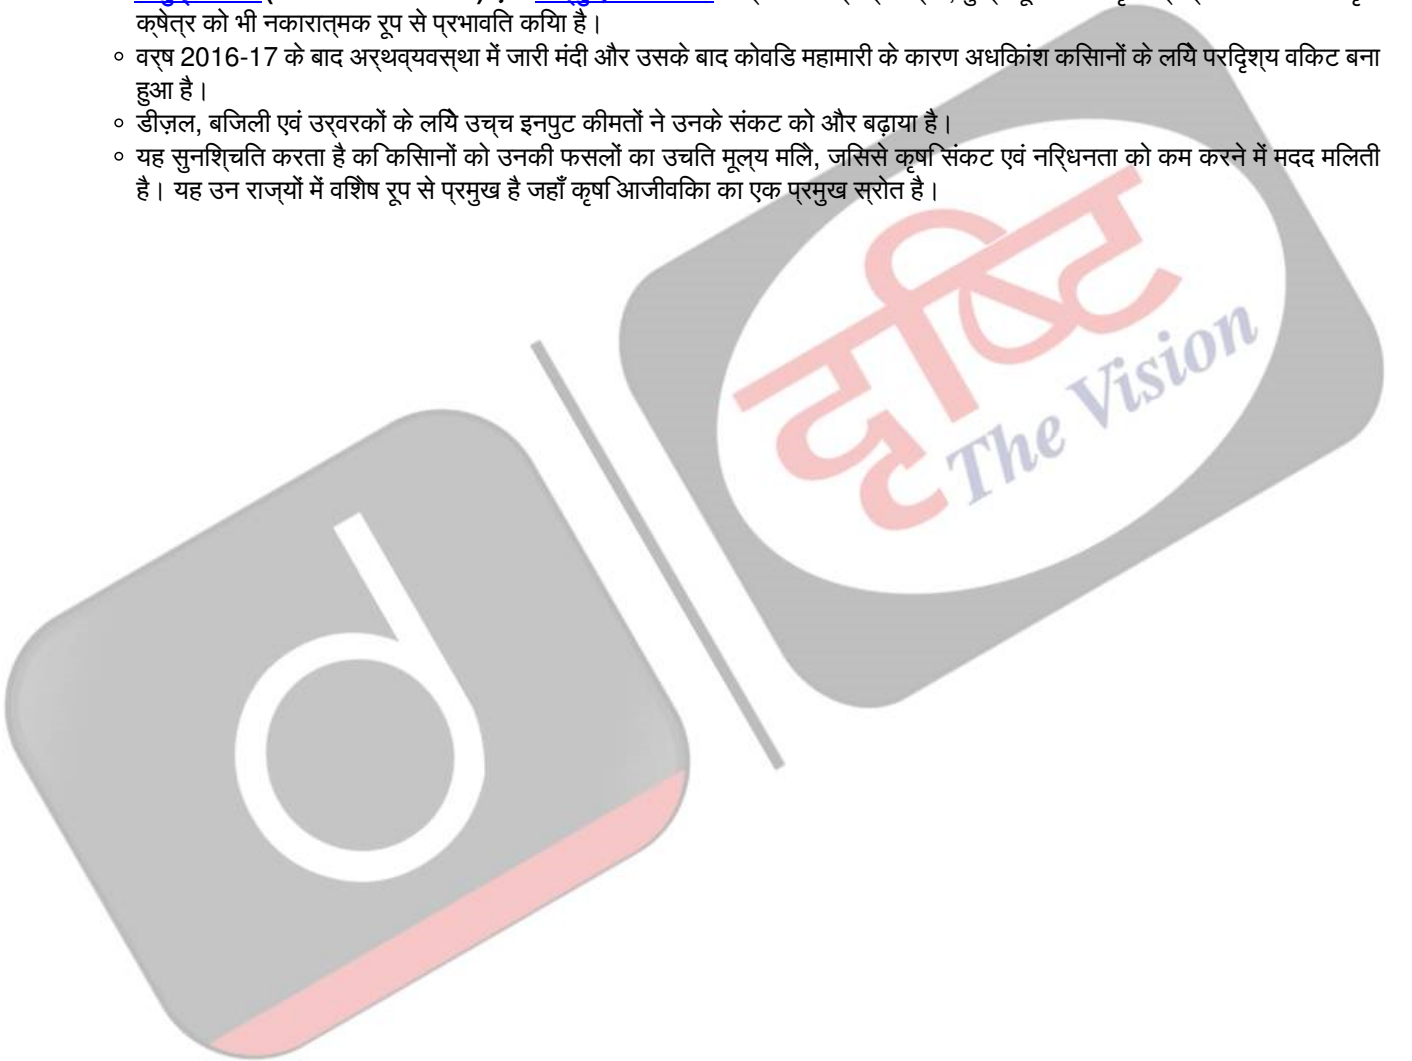 क्षेत्र को भी नकारात्मक रूप से प्रभावित किया है।
वर्ष 2016-17 के बाद अर्थव्यवस्था में जारी मंदी और उसके बाद कोविड महामारी के कारण अधिकांश किसानों के लिये परिदृश्य विकट बना
हुआ है।
डीज़ल, बिजली एवं उर्वरकों के लिये उच्च इनपुट कीमतों ने उनके संकट को और बढ़ाया है।
यह सुनिश्चित करता है कि किसानों को उनकी फसलों का उचित मूल्य मिले, जिससे कृषि संकट एवं निर्धनता को कम करने में मदद मिलती
है। यह उन राज्यों में विशेष रूप से प्रमुख है जहाँ कृषि आजीविका का एक प्रमुख स्रोत है।
दृष्टि
The Vision